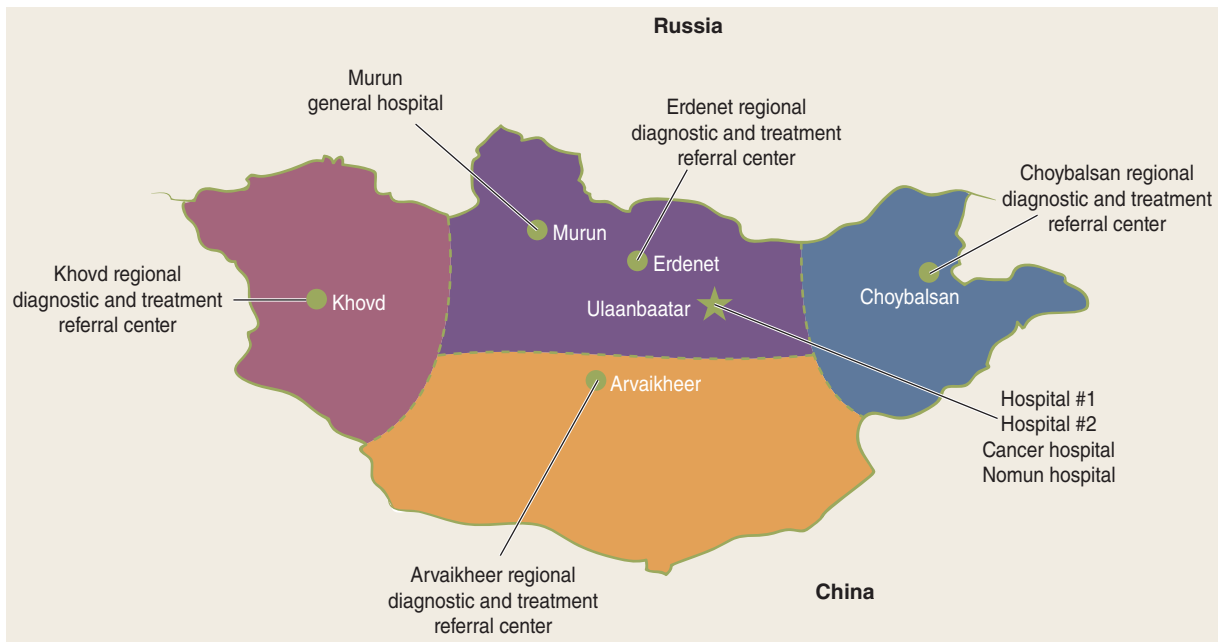 Russia
Murun
general hospital
Erdenet regional
diagnostic and treatment
referral center
Choybalsan regional
diagnostic and treatment
referral center
Khovd regional
diagnostic and treatment
referral center
Murun
Erdenet
Khovd
Ulaanbaatar
Choybalsan
Arvaikheer
Hospital #1
Hospital #2
Cancer hospital
Nomun hospital
Arvaikheer regional
diagnostic and treatment
referral center
China